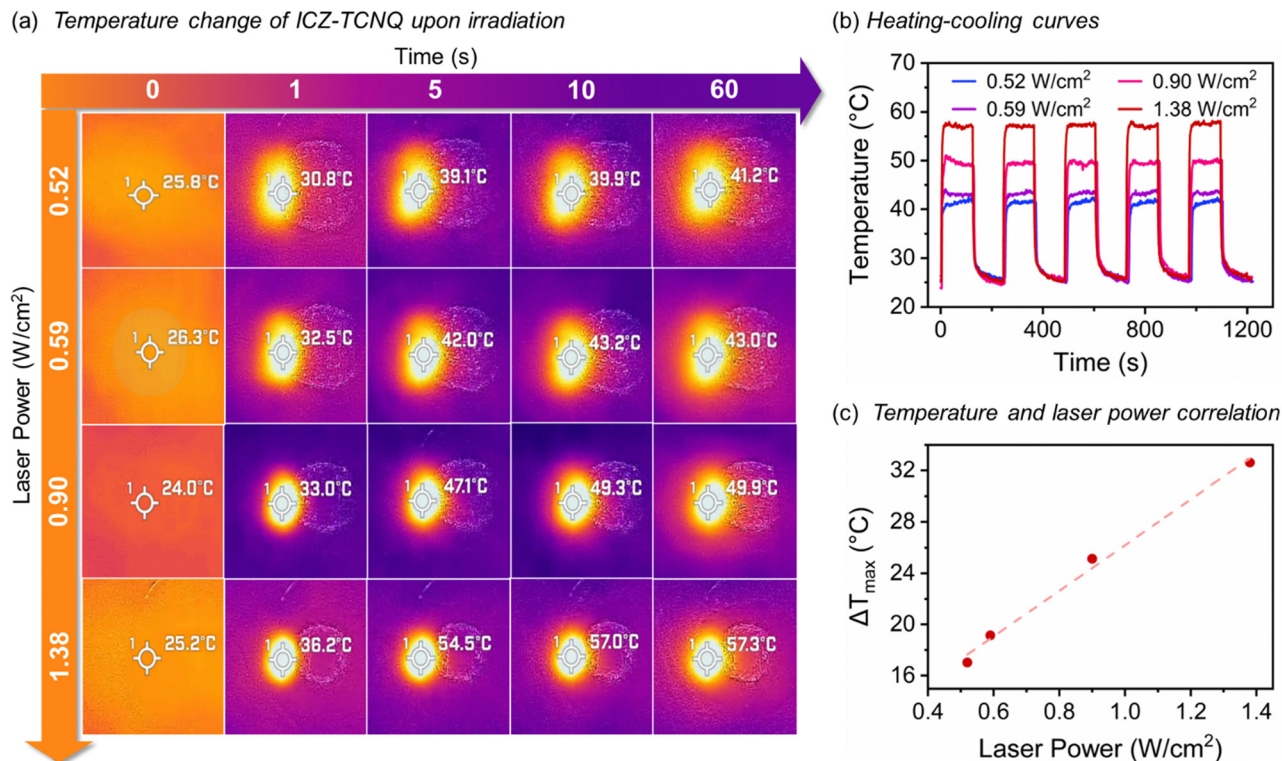 (a) Temperature change of ICZ-TCNQ upon irradiation
Time (s)
0 1 5 10 60
Laser Power (W/cm²)
0.52
1 25.8°C
1 30.8°C
1 39.1°C
1 39.9°C
1 41.2°C
0.59
1 26.3°C
1 32.5°C
1 42.0°C
1 43.2°C
1 43.0°C
0.90
1 24.0°C
1 33.0°C
1 47.1°C
1 49.3°C
1 49.9°C
1.38
1 25.2°C
1 36.2°C
1 54.5°C
1 57.0°C
1 57.3°C
(b) Heating-cooling curves
Temperature (°C)
70
60
50
40
30
20
0.52 W/cm² 0.90 W/cm²
0.59 W/cm² 1.38 W/cm²
0 400 800 1200
Time (s)
(c) Temperature and laser power correlation
ΔTmax (°C)
32
28
24
20
16
0.4 0.6 0.8 1.0 1.2 1.4
Laser Power (W/cm²)